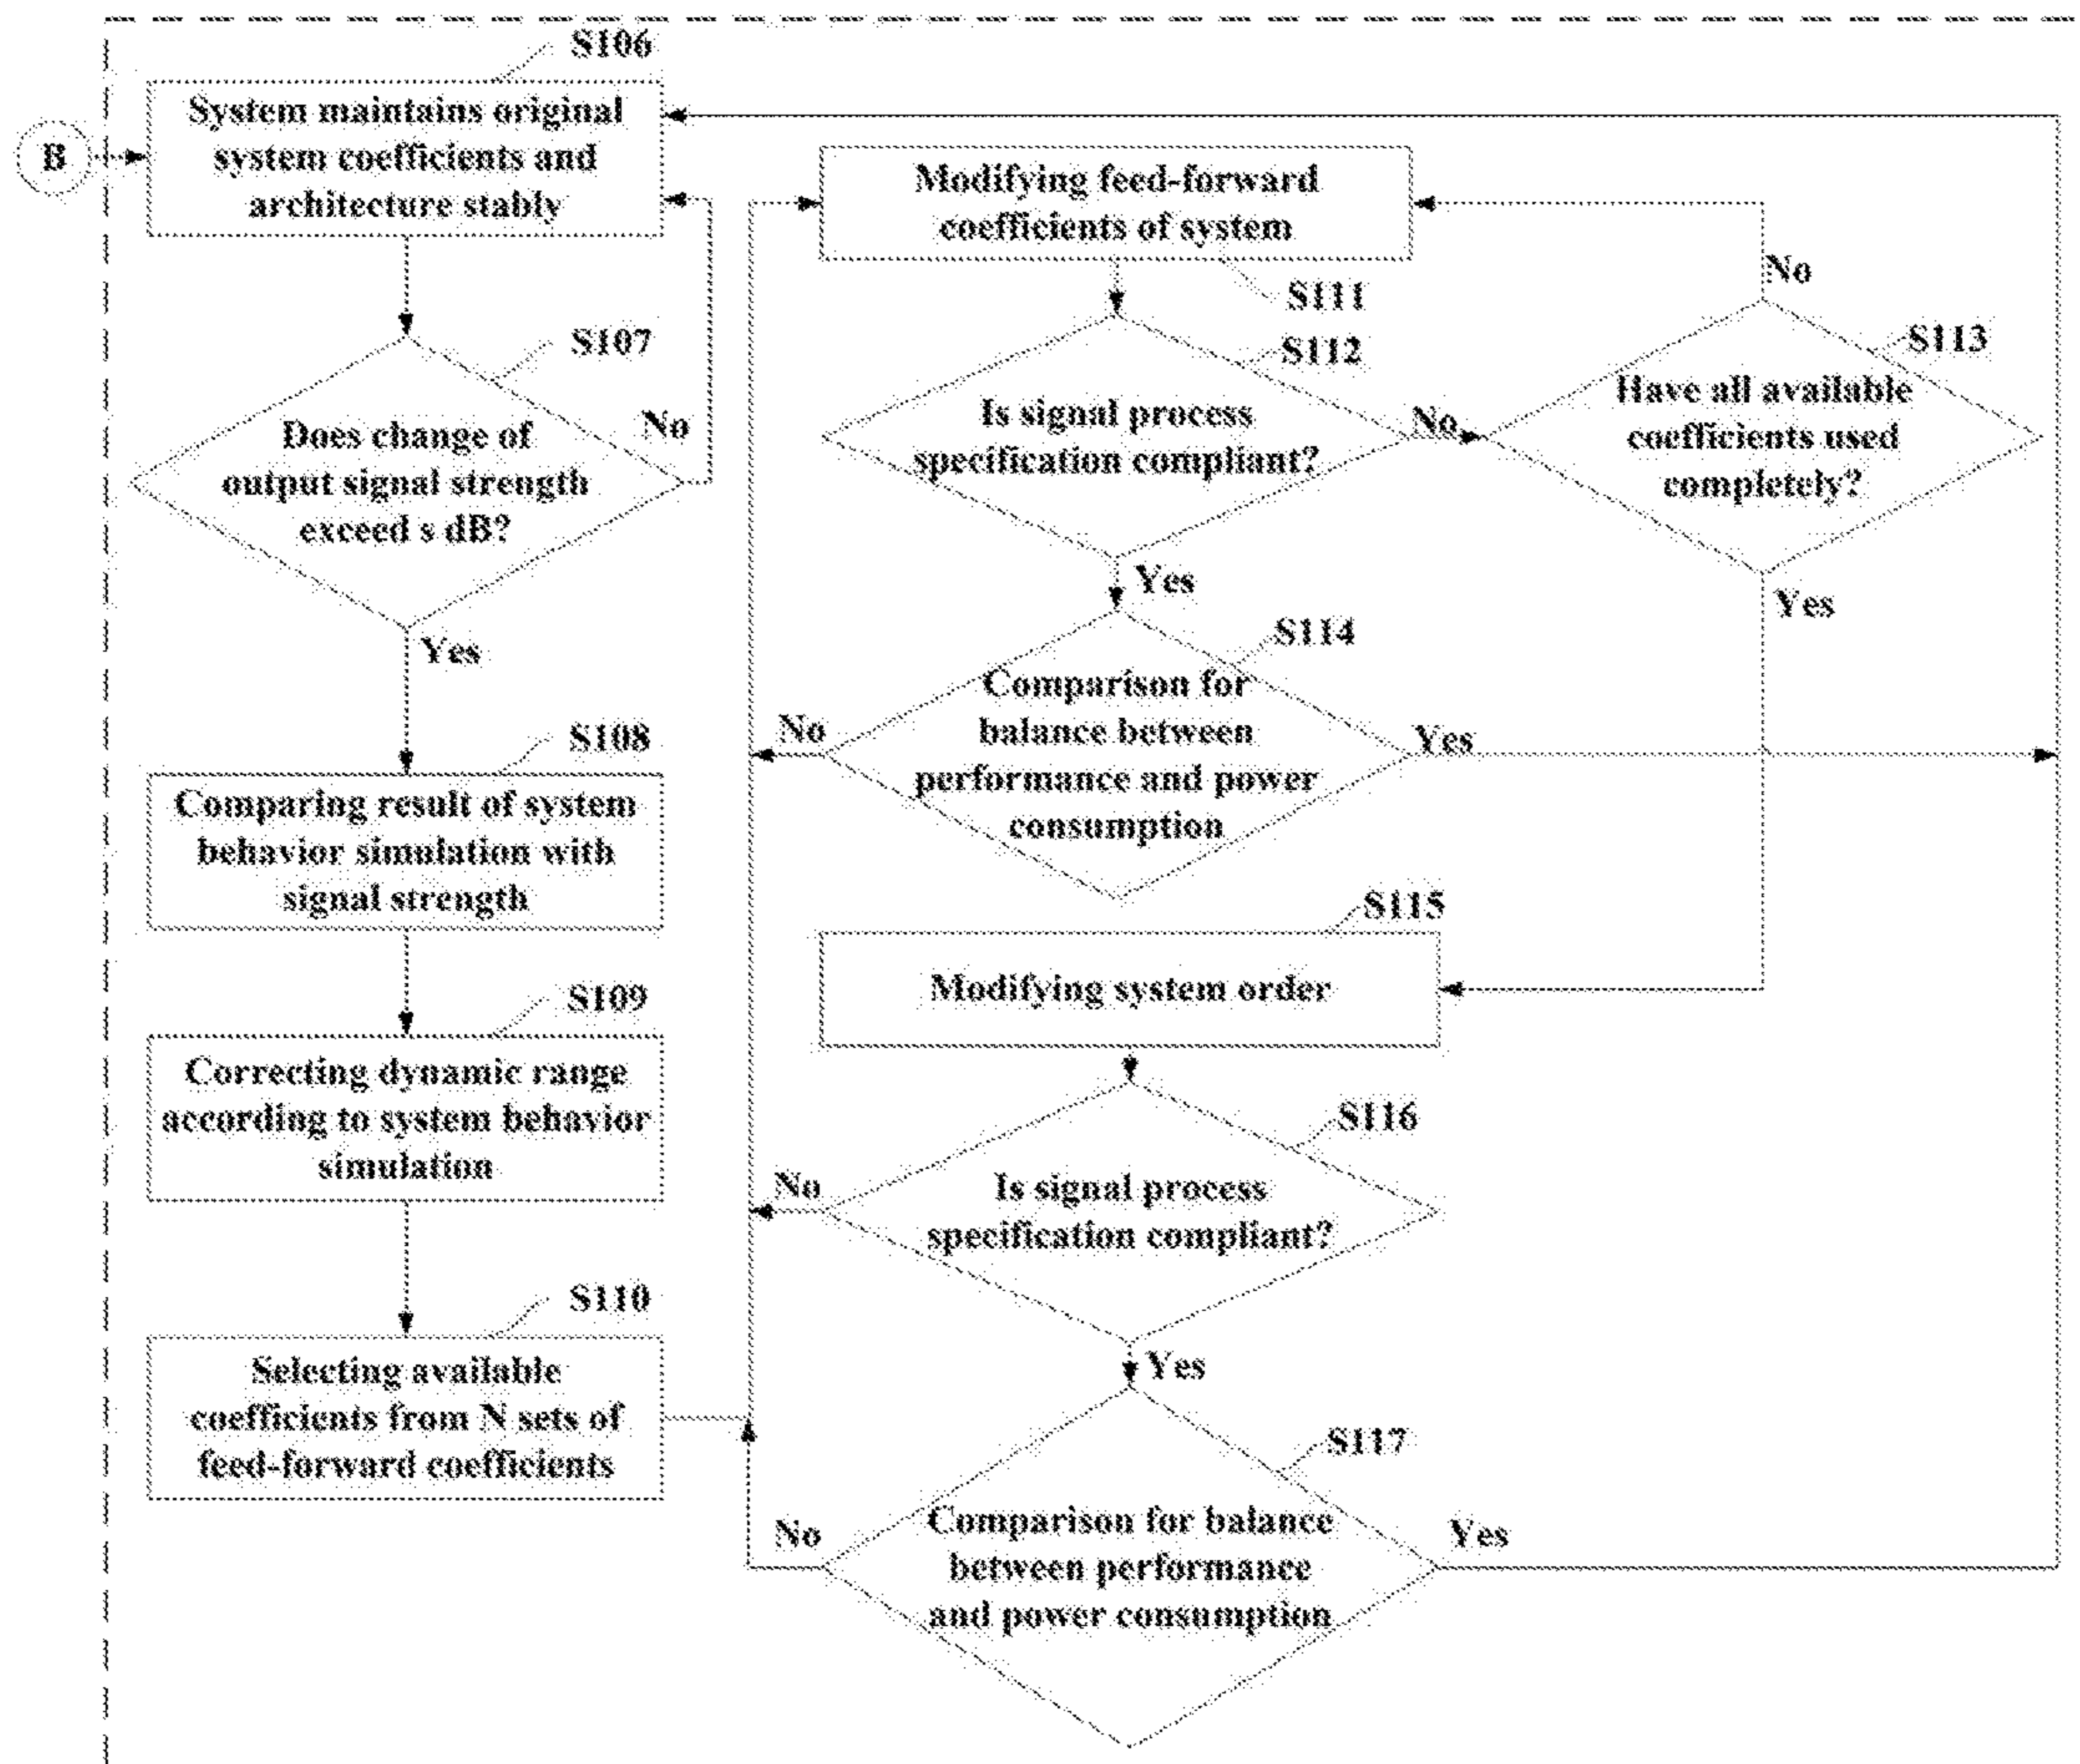 S106
System maintains original
system coefficients and
architecture stably
B
S107
Does change of
output signal strength
exceed s dB?
No
Yes
S108
Comparing result of system
behavior simulation with
signal strength
S109
Correcting dynamic range
according to system behavior
simulation
S110
Selecting available
coefficients from N sets of
feed-forward coefficients
Modifying feed-forward
coefficients of system
S111
S112
Is signal process
specification compliant?
No
Yes
S113
Have all available
coefficients used
completely?
No
Yes
S114
Comparison for
balance between
performance and power
consumption
No
Yes
S115
Modifying system order
S116
Is signal process
specification compliant?
No
Yes
S117
Comparison for balance
between performance
and power consumption
No
Yes